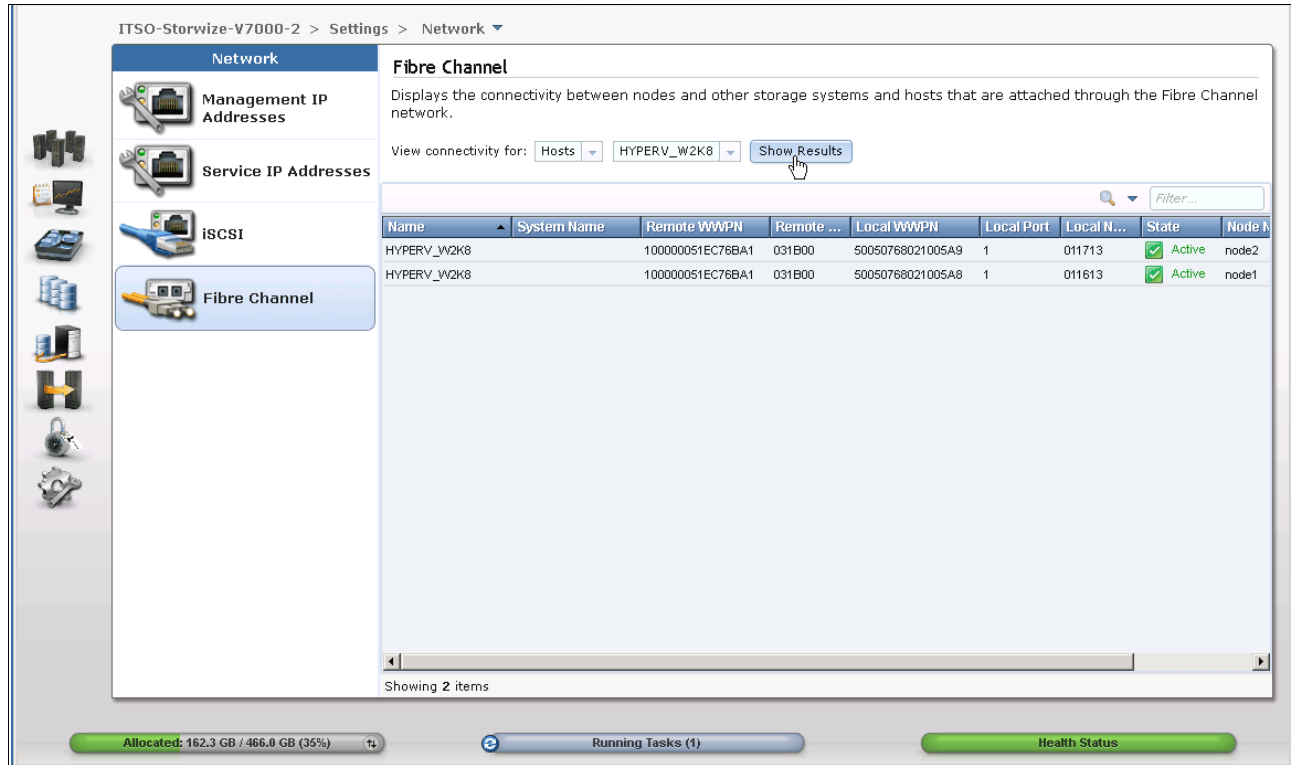 ITSO-Storwize-V7000-2 > Settings > Network
Network
Management IP Addresses
Service IP Addresses
iSCSI
Fibre Channel
Fibre Channel
Displays the connectivity between nodes and other storage systems and hosts that are attached through the Fibre Channel
network.
View connectivity for: Hosts HYPERV_W2K8 Show Results
Filter...
Name System Name Remote WWPN Remote ... Local WWPN Local Port Local N... State Node N
HYPERV_W2K8 100000051EC76BA1 031B00 50050768021005A9 1 011713 Active node2
HYPERV_W2K8 100000051EC76BA1 031B00 50050768021005A8 1 011613 Active node1
Showing 2 items
Allocated: 162.3 GB / 466.0 GB (35%) Running Tasks (1) Health Status